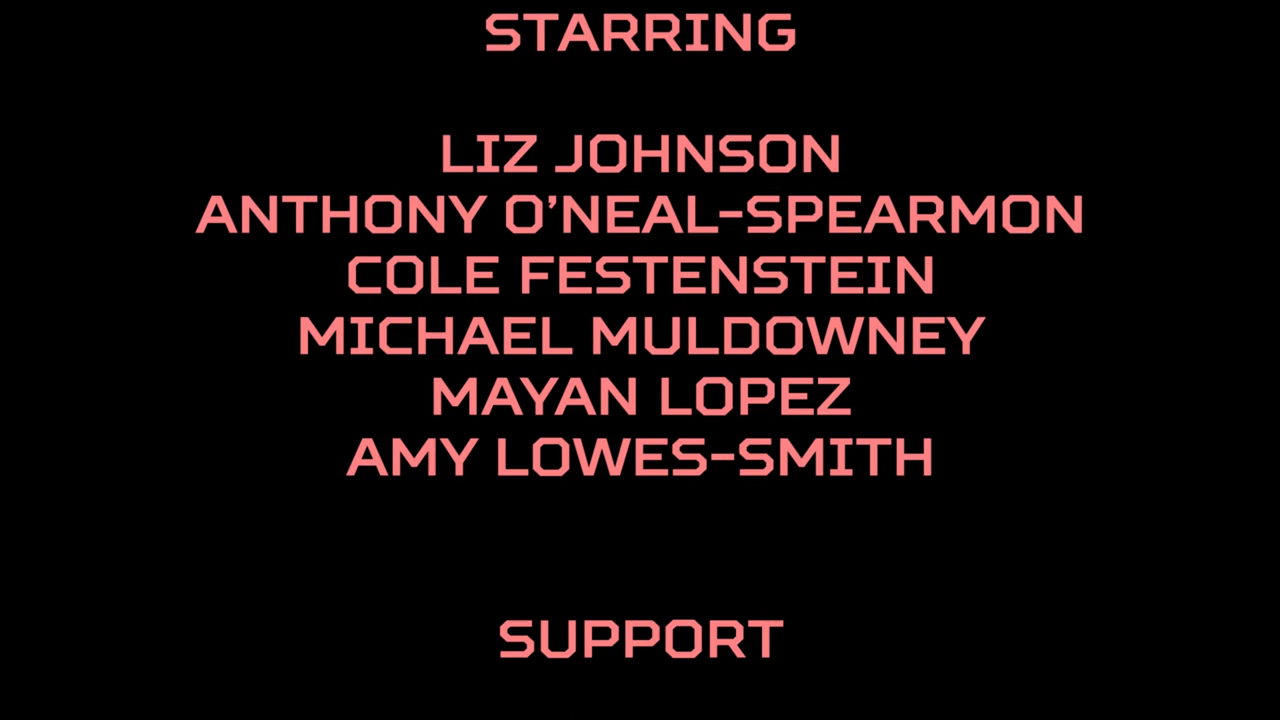 STARRING
LIZ JOHNSON
ANTHONY O’NEAL-SPEARMON
COLE FESTENSTEIN
MICHAEL MULDOWNEY
MAYAN LOPEZ
AMY LOWES-SMITH
SUPPORT